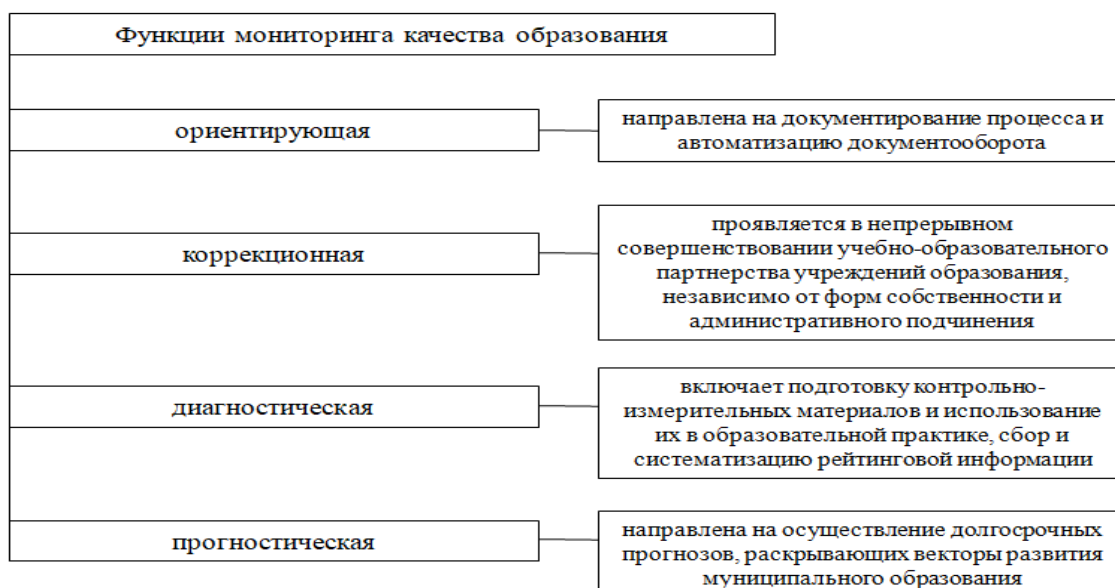 Функции мониторинга качества образования
ориентирующая
направлена на документирование процесса и
автоматизацию документооборота
коррекционная
проявляется в непрерывном
совершенствовании учебно-образовательного
партнерства учреждений образования,
независимо от форм собственности и
административного подчинения
диагностическая
включает подготовку контрольно-
измерительных материалов и использование
их в образовательной практике, сбор и
систематизацию рейтинговой информации
прогностическая
направлена на осуществление долгосрочных
прогнозов, раскрывающих векторы развития
муниципального образования